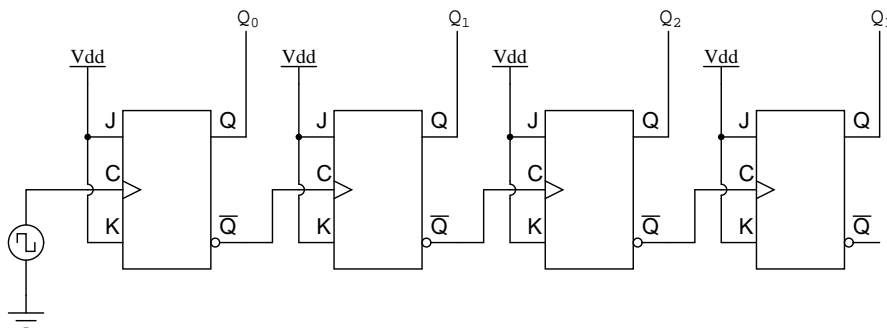 Q₀ Q₁ Q₂ Q
Vdd Vdd Vdd Vdd
J Q J Q J Q J Q
C C C C
K Q̅ K Q̅ K Q̅ K Q̅